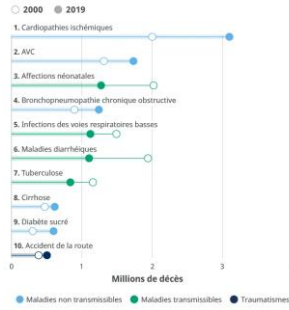 2000 2019
1. Cardiopathies ischémiques
2. AVC
3. Affections néonatales
4. Bronchopneumopathie chronique obstructive
5. Infections des voies respiratoires basses
6. Maladies diarrhéiques
7. Tuberculose
8. Cirrhose
9. Diabète sucré
10. Accident de la route
0 1 2 3
Millions de décès
Maladies non transmissibles Maladies transmissibles Traumatismes